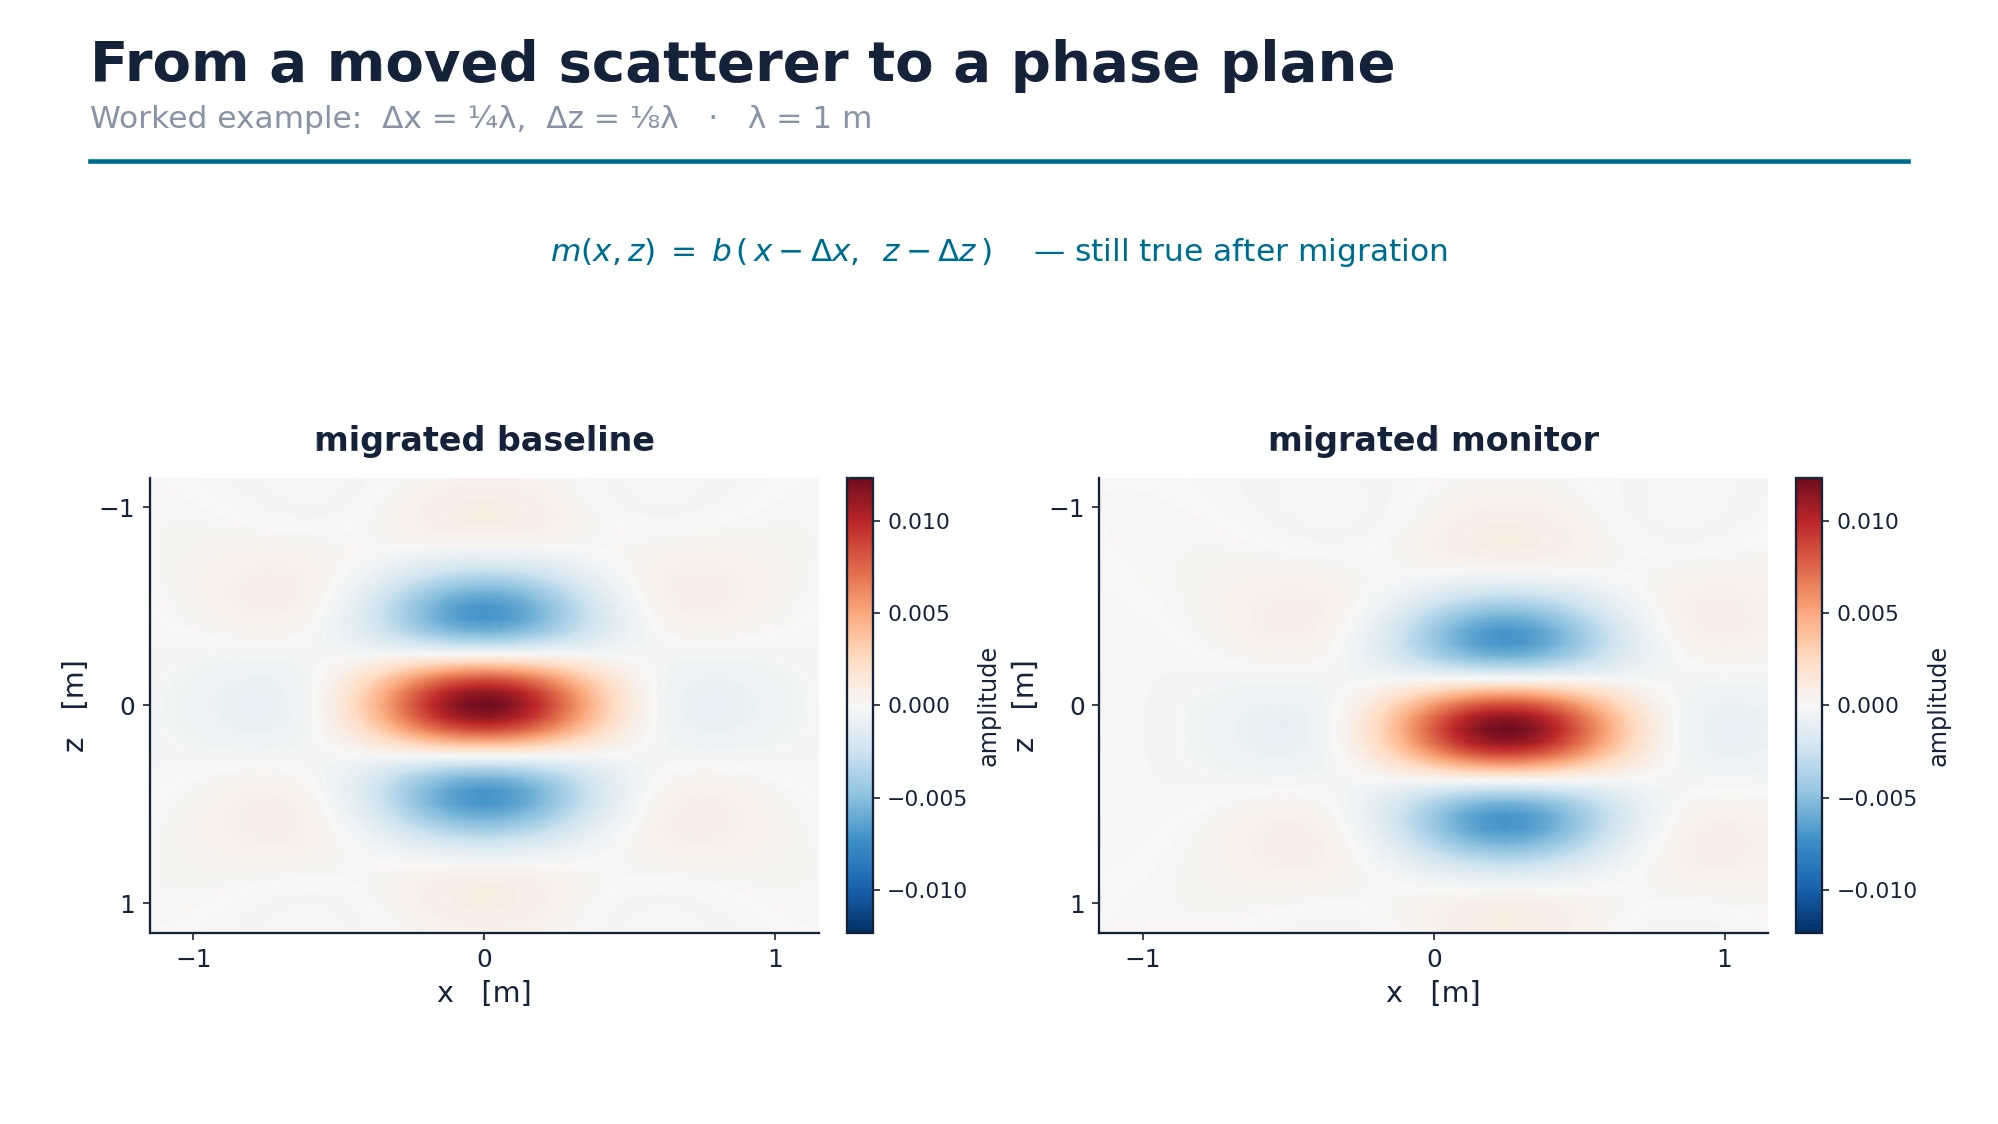 From a moved scatterer to a phase plane
Worked example:  Δx = ¼λ,  Δz = ⅛λ   ·   λ = 1 m
m(x, z) = b( x − Δx,  z − Δz )   — still true after migration
migrated baseline
−1
0
1
z   [m]
−1
0
1
x   [m]
0.010
0.005
0.000
−0.005
−0.010
amplitude
migrated monitor
−1
0
1
z   [m]
−1
0
1
x   [m]
0.010
0.005
0.000
−0.005
−0.010
amplitude